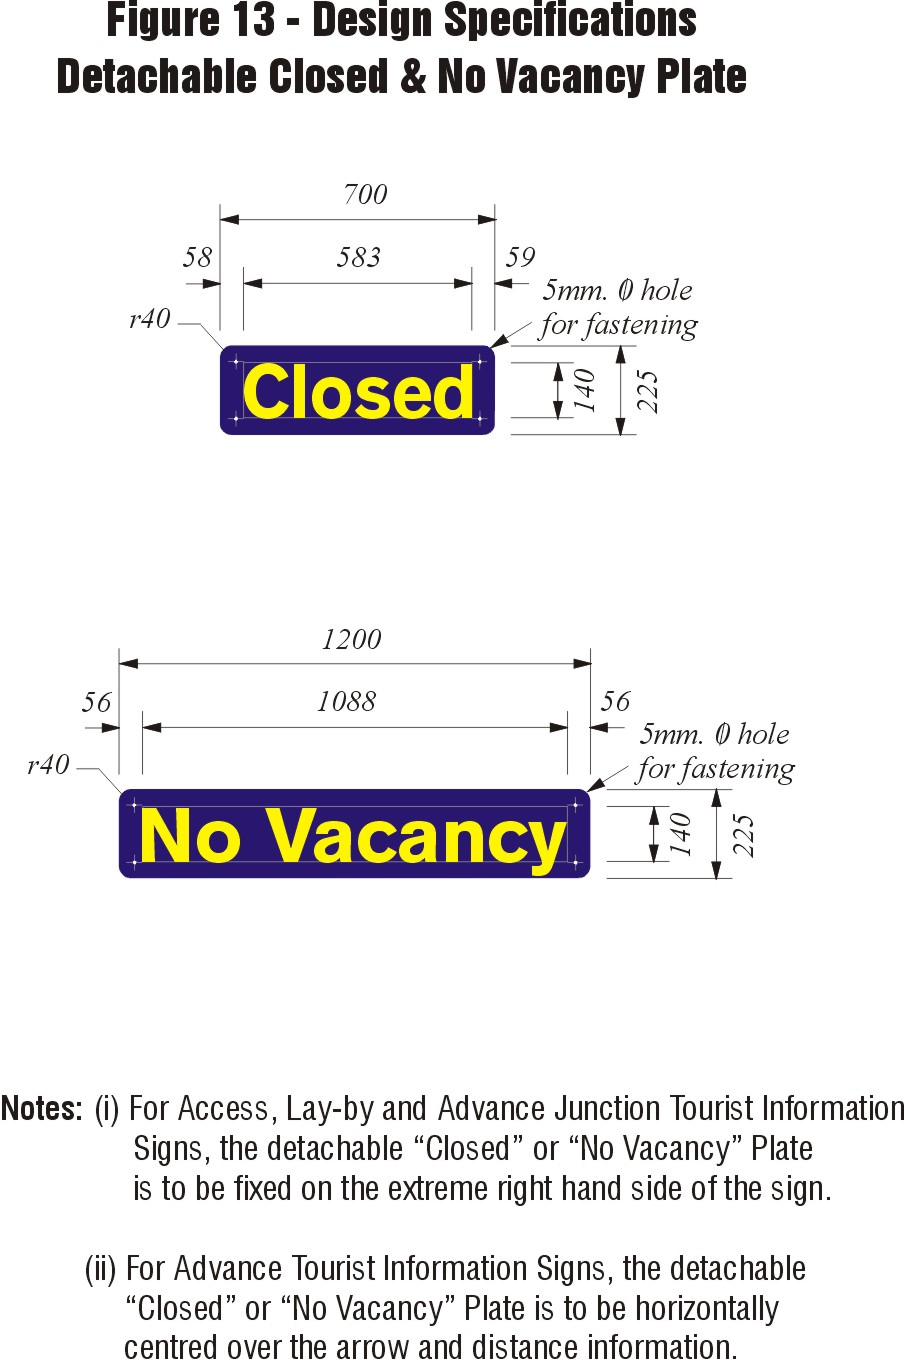 Figure 13 - Design Specifications
Detachable Closed & No Vacancy Plate
700
58
583
59
5mm. Ø hole
for fastening
r40
Closed
140
225
1200
56
1088
56
5mm. Ø hole
for fastening
r40
No Vacancy
140
225
Notes: (i) For Access, Lay-by and Advance Junction Tourist Information
Signs, the detachable “Closed” or “No Vacancy” Plate
is to be fixed on the extreme right hand side of the sign.
(ii) For Advance Tourist Information Signs, the detachable
“Closed” or “No Vacancy” Plate is to be horizontally
centred over the arrow and distance information.